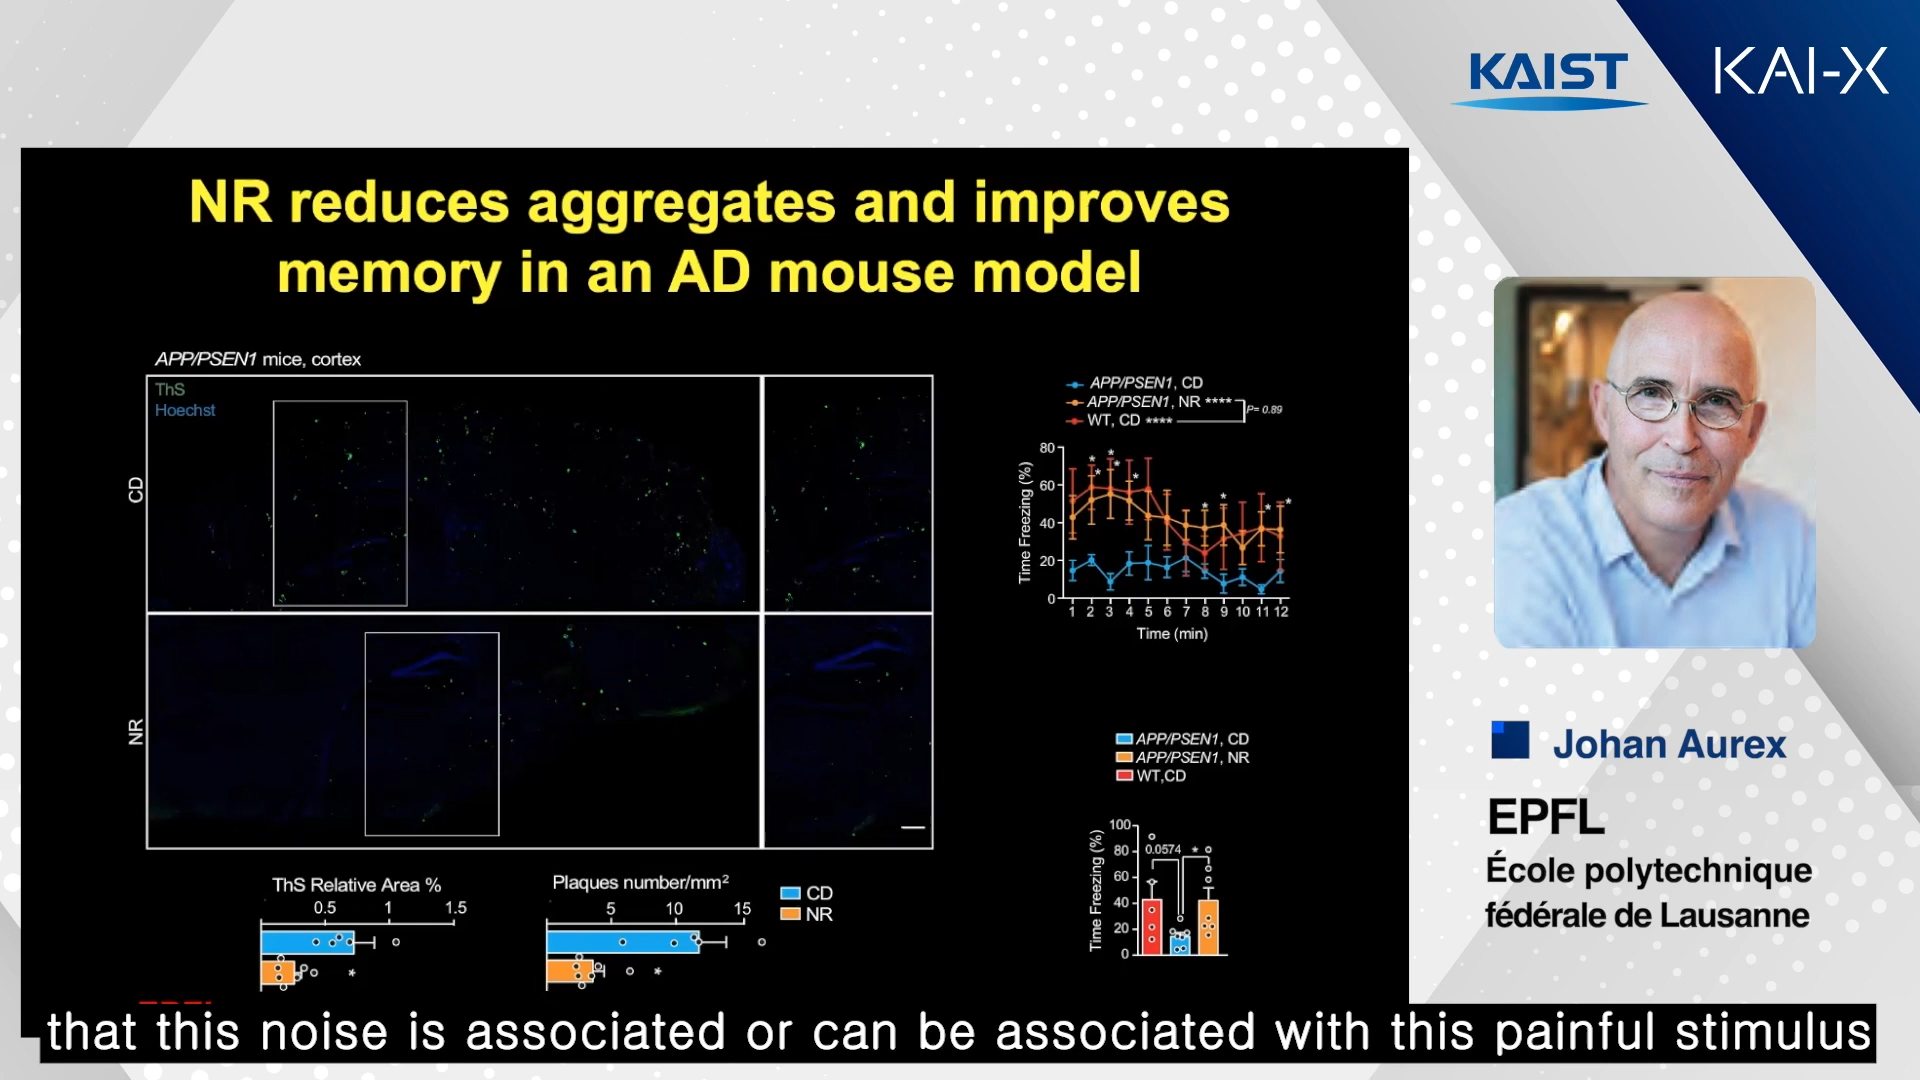 KAIST
KAI-X
NR reduces aggregates and improves
memory in an AD mouse model
APP/PSEN1 mice, cortex
ThS
Hoechst
CD
NR
APP/PSEN1, CD
APP/PSEN1, NR ****
WT, CD ****
P= 0.89
Time Freezing (%)
80
60
40
20
0
1 2 3 4 5 6 7 8 9 10 11 12
Time (min)
* * * * * * * * *
APP/PSEN1, CD
APP/PSEN1, NR
WT,CD
Time Freezing (%)
100
80
60
40
20
0
0.0574 *
ThS Relative Area %
0.5 1 1.5
*
Plaques number/mm²
5 10 15
*
CD
NR
Johan Aurex
EPFL
École polytechnique
fédérale de Lausanne
that this noise is associated or can be associated with this painful stimulus